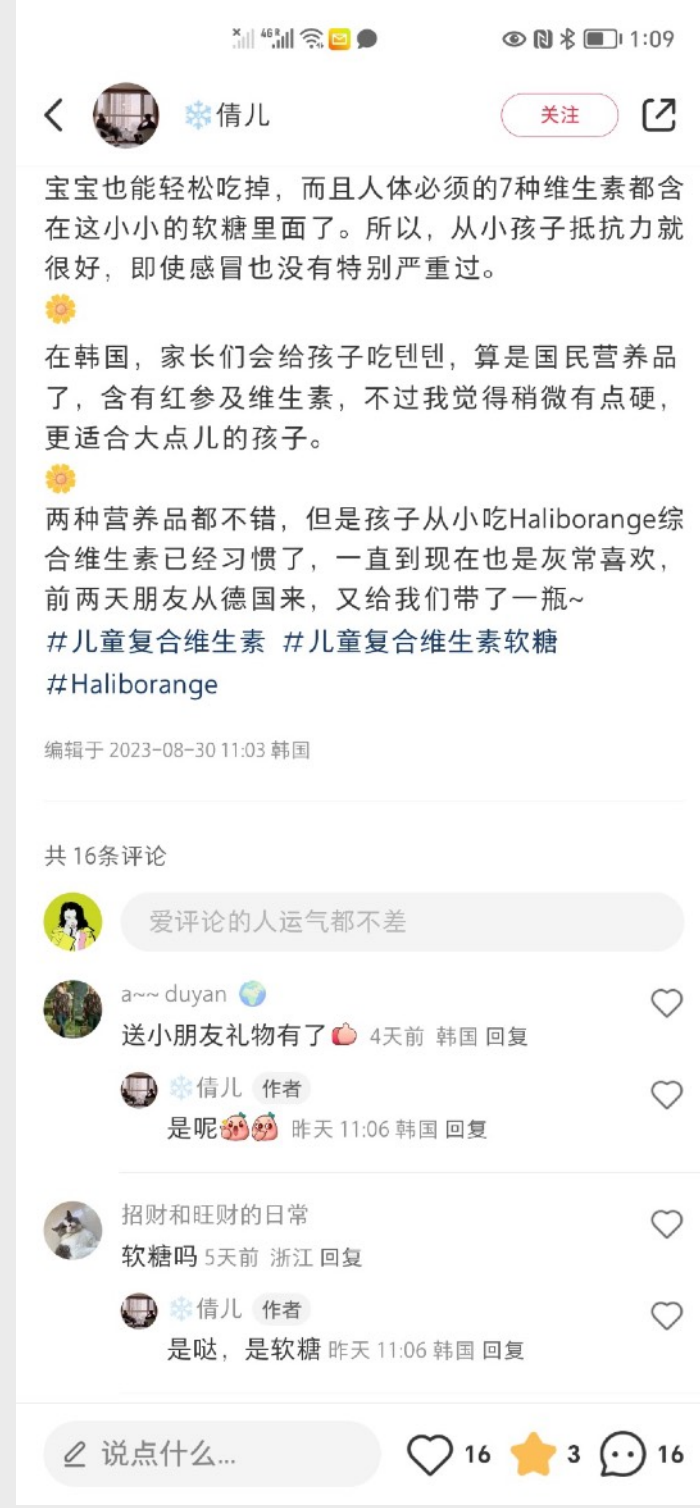 4G R 1:09
倩儿 关注
宝宝也能轻松吃掉，而且人体必须的7种维生素都含
在这小小的软糖里面了。所以，从小孩子抵抗力就
很好，即使感冒也没有特别严重过。
在韩国，家长们会给孩子吃텐텐，算是国民营养品
了，含有红参及维生素，不过我觉得稍微有点硬，
更适合大点儿的孩子。
两种营养品都不错，但是孩子从小吃Haliborange综
合维生素已经习惯了，一直到现在也是灰常喜欢，
前两天朋友从德国来，又给我们带了一瓶~
#儿童复合维生素 #儿童复合维生素软糖
#Haliborange
编辑于 2023-08-30 11:03 韩国
共 16条评论
爱评论的人运气都不差
a~~ duyan
送小朋友礼物有了 4天前 韩国 回复
倩儿 作者
是呢 昨天 11:06 韩国 回复
招财和旺财的日常
软糖吗 5天前 浙江 回复
倩儿 作者
是哒，是软糖 昨天 11:06 韩国 回复
说点什么... 16 3 16